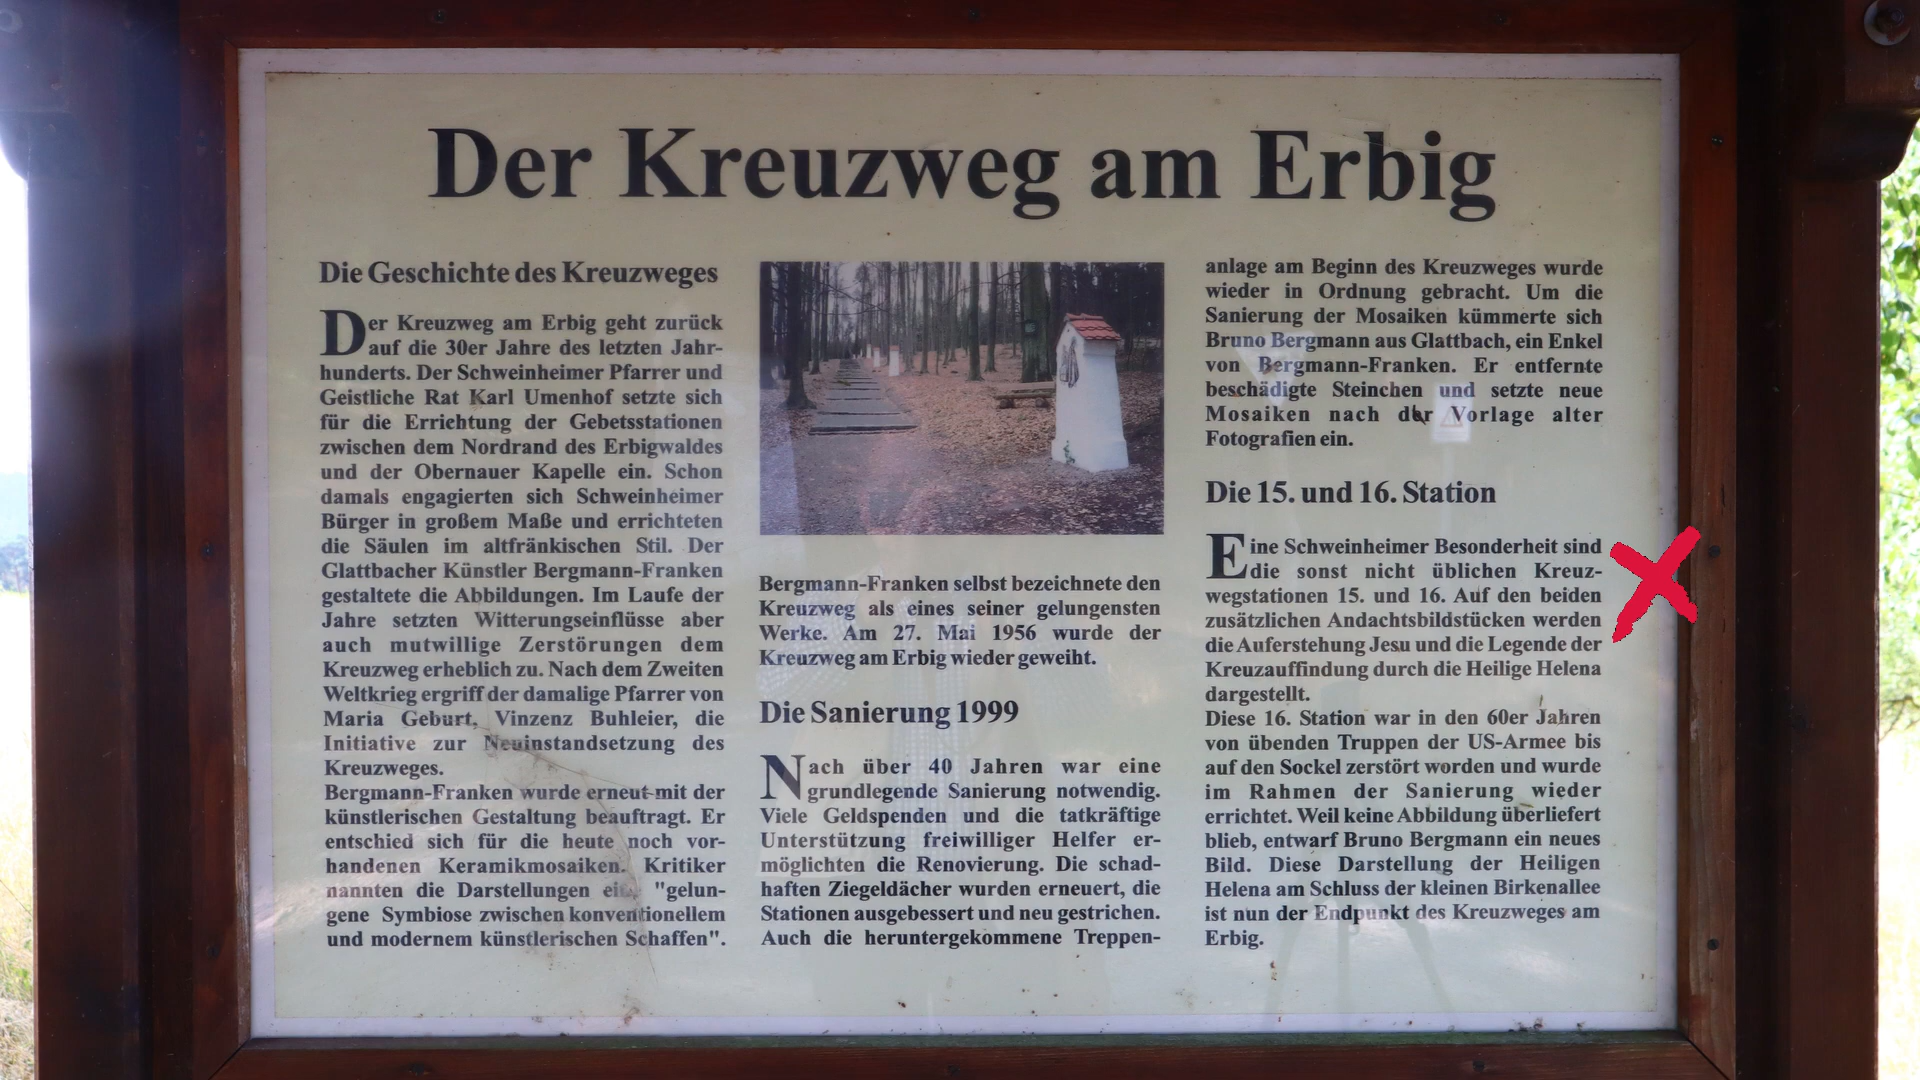 Der Kreuzweg am Erbig
Die Geschichte des Kreuzweges
Der Kreuzweg am Erbig geht zurück
auf die 30er Jahre des letzten Jahr-
hunderts. Der Schweinheimer Pfarrer und
Geistliche Rat Karl Umenhof setzte sich
für die Errichtung der Gebetsstationen
zwischen dem Nordrand des Erbigwaldes
und der Obernauer Kapelle ein. Schon
damals engagierten sich Schweinheimer
Bürger in großem Maße und errichteten
die Säulen im altfränkischen Stil. Der
Glattbacher Künstler Bergmann-Franken
gestaltete die Abbildungen. Im Laufe der
Jahre setzten Witterungseinflüsse aber
auch mutwillige Zerstörungen dem
Kreuzweg erheblich zu. Nach dem Zweiten
Weltkrieg ergriff der damalige Pfarrer von
Maria Geburt, Vinzenz Buhleier, die
Initiative zur Neuinstandsetzung des
Kreuzweges.
Bergmann-Franken wurde erneut mit der
künstlerischen Gestaltung beauftragt. Er
entschied sich für die heute noch vor-
handenen Keramikmosaiken. Kritiker
nannten die Darstellungen eine "gelun-
gene Symbiose zwischen konventionellem
und modernem künstlerischen Schaffen".
Bergmann-Franken selbst bezeichnete den
Kreuzweg als eines seiner gelungensten
Werke. Am 27. Mai 1956 wurde der
Kreuzweg am Erbig wieder geweiht.
Die Sanierung 1999
Nach über 40 Jahren war eine
grundlegende Sanierung notwendig.
Viele Geldspenden und die tatkräftige
Unterstützung freiwilliger Helfer er-
möglichten die Renovierung. Die schad-
haften Ziegeldächer wurden erneuert, die
Stationen ausgebessert und neu gestrichen.
Auch die heruntergekommene Treppen-
anlage am Beginn des Kreuzweges wurde
wieder in Ordnung gebracht. Um die
Sanierung der Mosaiken kümmerte sich
Bruno Bergmann aus Glattbach, ein Enkel
von Bergmann-Franken. Er entfernte
beschädigte Steinchen und setzte neue
Mosaiken nach der Vorlage alter
Fotografien ein.
Die 15. und 16. Station
Eine Schweinheimer Besonderheit sind
die sonst nicht üblichen Kreuz-
wegstationen 15. und 16. Auf den beiden
zusätzlichen Andachtsbildstücken werden
die Auferstehung Jesu und die Legende der
Kreuzauffindung durch die Heilige Helena
dargestellt.
Diese 16. Station war in den 60er Jahren
von übenden Truppen der US-Armee bis
auf den Sockel zerstört worden und wurde
im Rahmen der Sanierung wieder
errichtet. Weil keine Abbildung überliefert
blieb, entwarf Bruno Bergmann ein neues
Bild. Diese Darstellung der Heiligen
Helena am Schluss der kleinen Birkenallee
ist nun der Endpunkt des Kreuzweges am
Erbig.